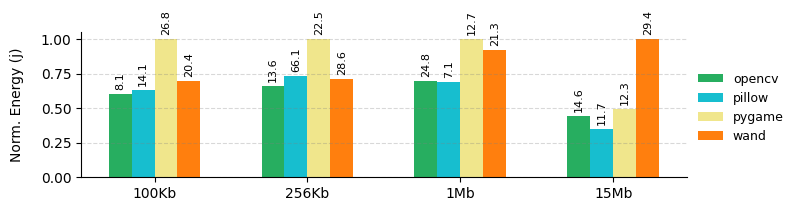 Norm. Energy (j)
1.00
0.75
0.50
0.25
0.00
8.1
14.1
26.8
20.4
13.6
66.1
22.5
28.6
24.8
7.1
12.7
21.3
14.6
11.7
12.3
29.4
100Kb
256Kb
1Mb
15Mb
opencv
pillow
pygame
wand